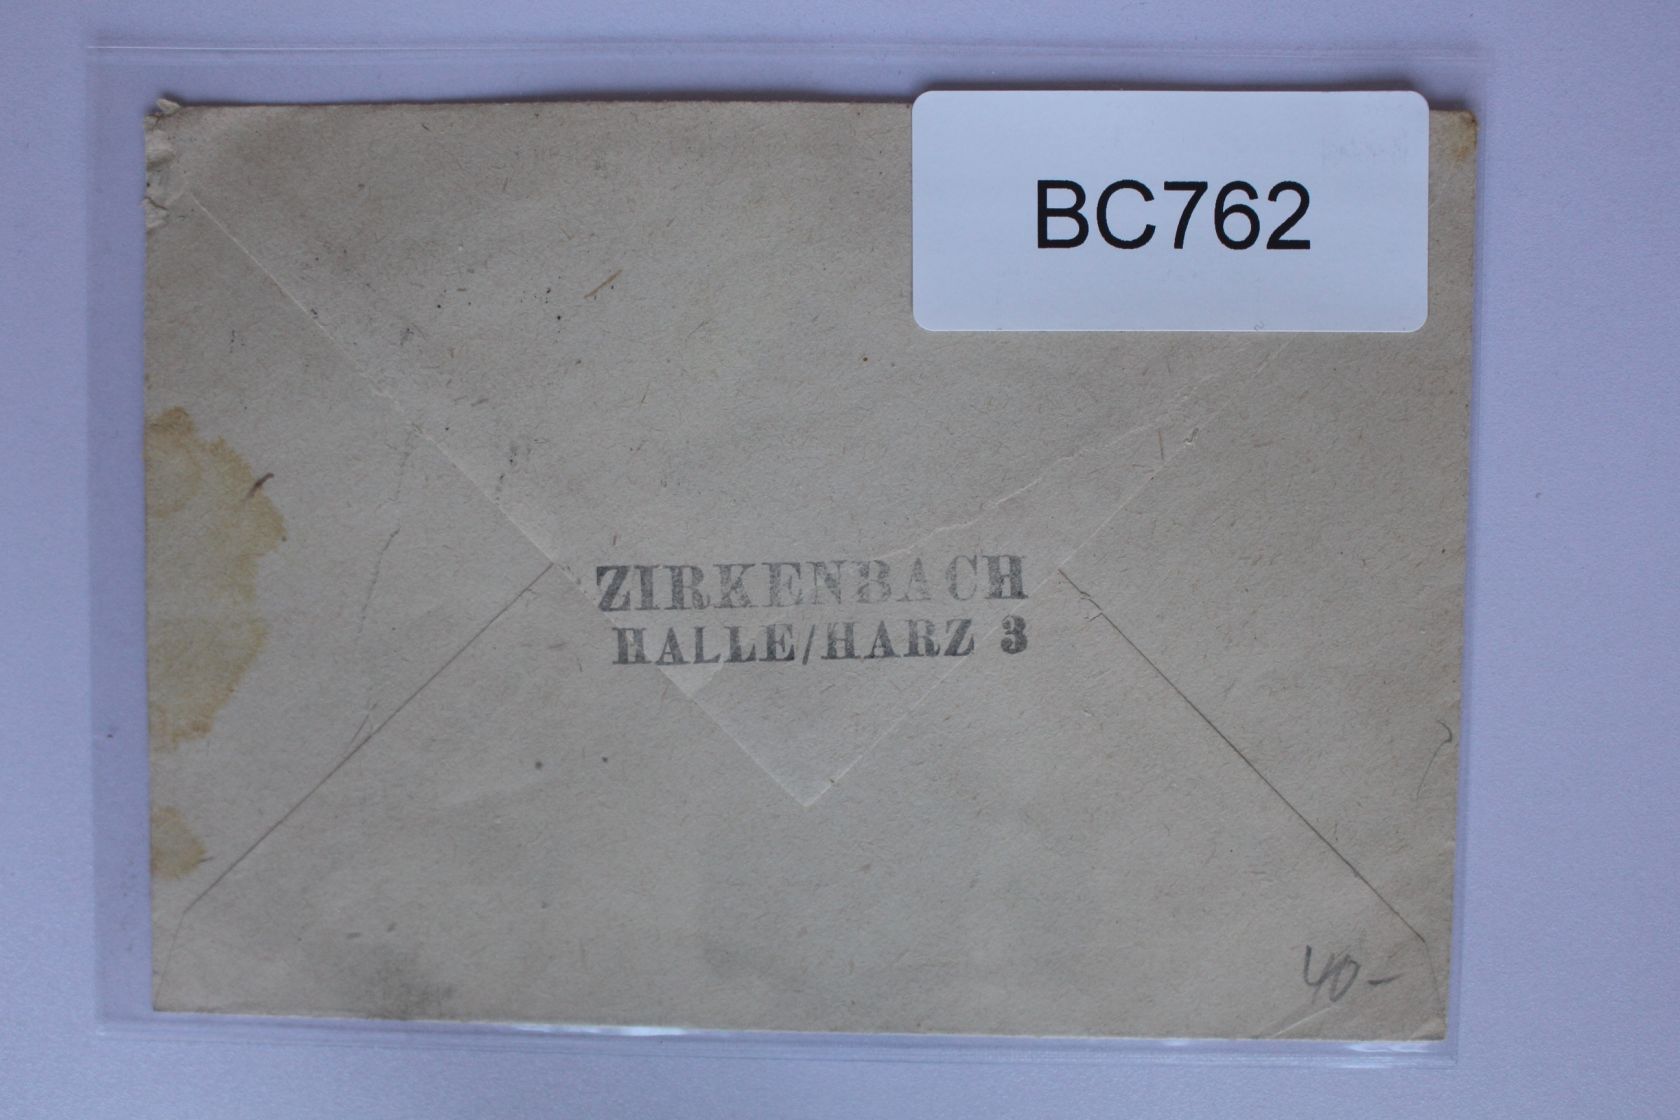 BC762
ZIRKENBACH
HALLE/HARZ 3
40-